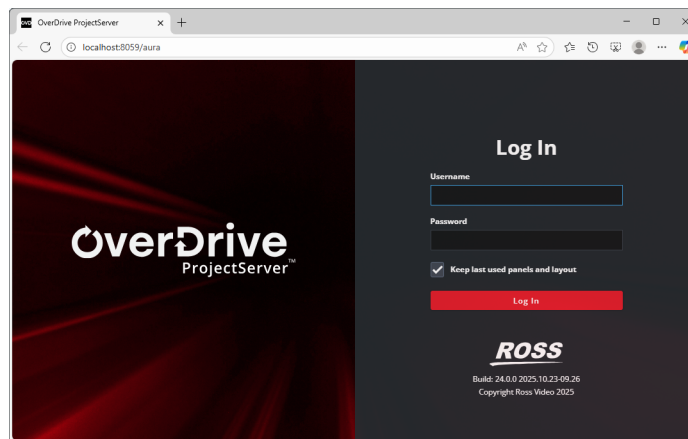 OVD OverDrive ProjectServer
localhost:8059/aura
OverDrive
ProjectServer™
Log In
Username
Password
Keep last used panels and layout
Log In
ROSS
Build: 24.0.0 2025.10.23-09.26
Copyright Ross Video 2025